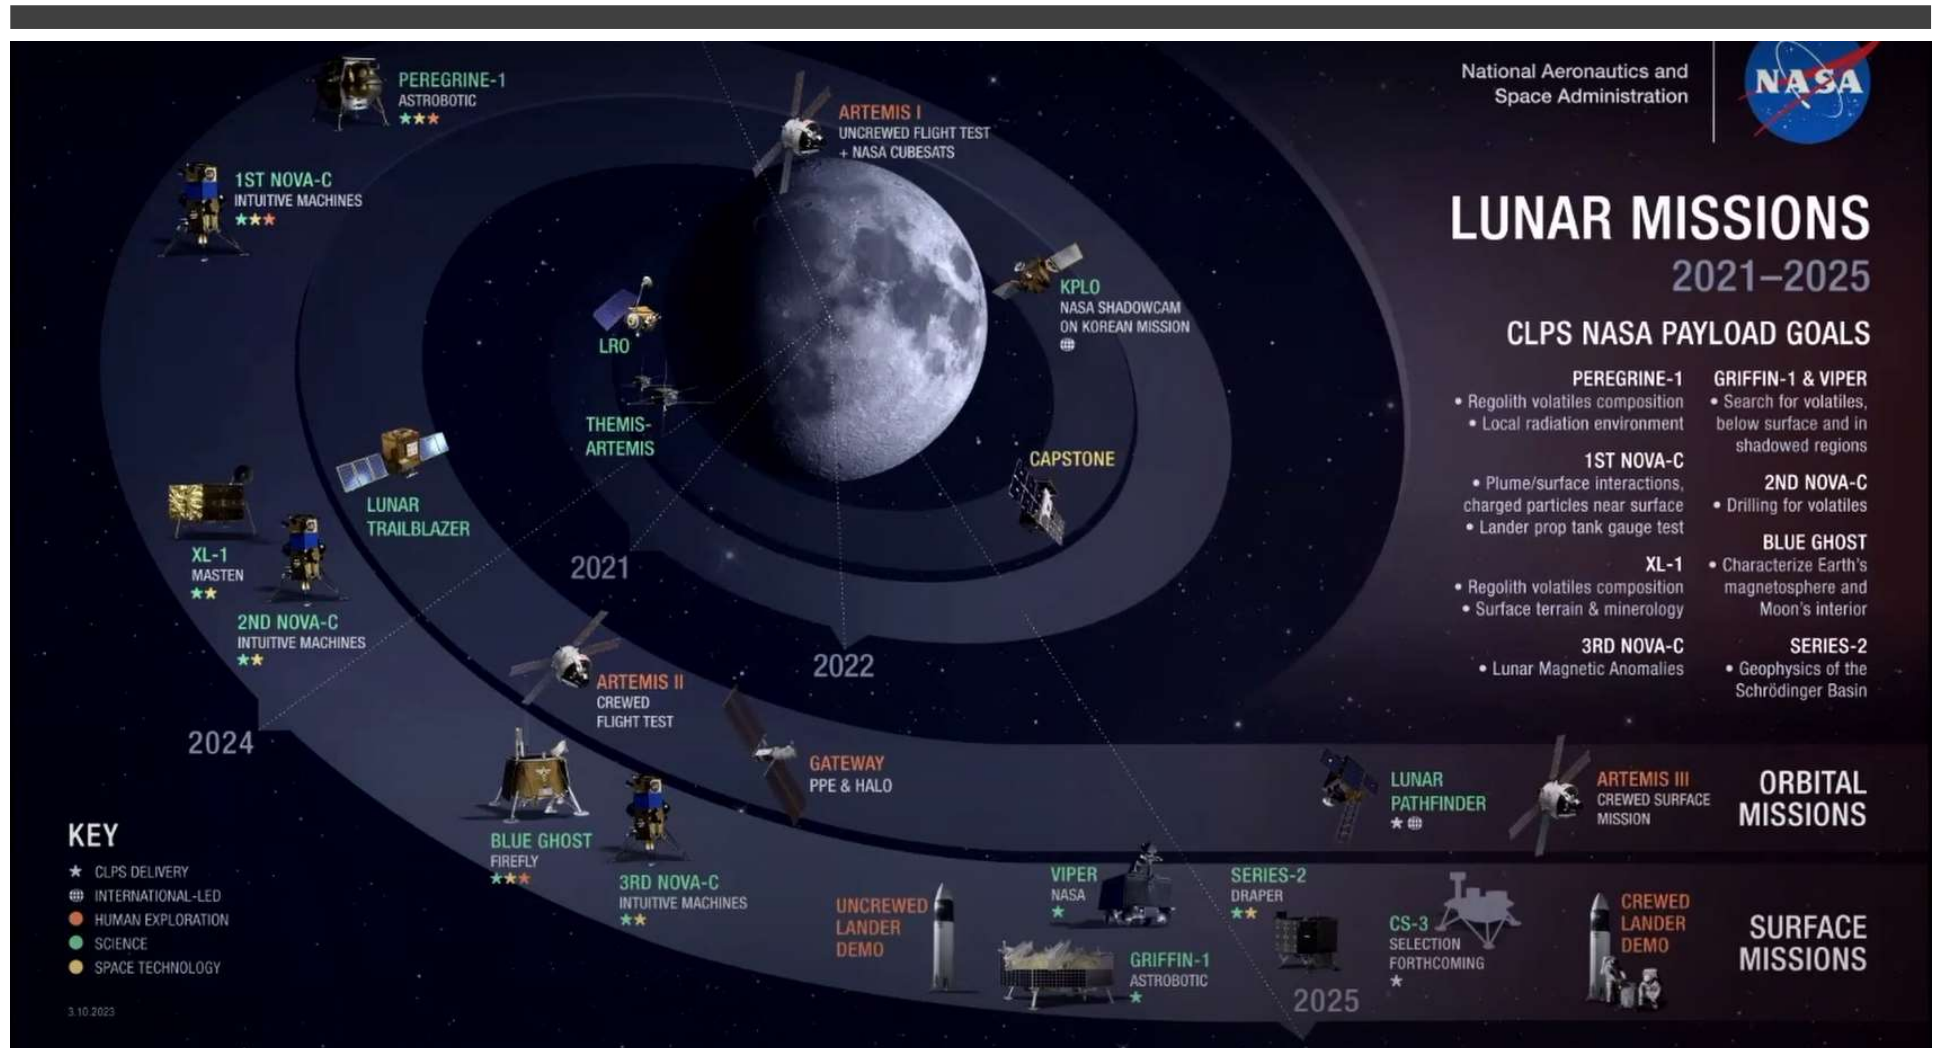 PEREGRINE-1
ASTROBOTIC
1ST NOVA-C
INTUITIVE MACHINES
ARTEMIS I
UNCREWED FLIGHT TEST
+ NASA CUBESATS
KPLO
NASA SHADOWCAM
ON KOREAN MISSION
LRO
THEMIS-
ARTEMIS
CAPSTONE
LUNAR
TRAILBLAZER
XL-1
MASTEN
2ND NOVA-C
INTUITIVE MACHINES
2021
2022
2024
ARTEMIS II
CREWED
FLIGHT TEST
GATEWAY
PPE & HALO
BLUE GHOST
FIREFLY
3RD NOVA-C
INTUITIVE MACHINES
UNCREWED
LANDER
DEMO
VIPER
NASA
GRIFFIN-1
ASTROBOTIC
SERIES-2
DRAPER
2025
LUNAR
PATHFINDER
ARTEMIS III
CREWED SURFACE
MISSION
ORBITAL
MISSIONS
CS-3
SELECTION
FORTHCOMING
CREWED
LANDER
DEMO
SURFACE
MISSIONS
National Aeronautics and
Space Administration
NASA
LUNAR MISSIONS
2021–2025
CLPS NASA PAYLOAD GOALS
PEREGRINE-1
• Regolith volatiles composition
• Local radiation environment
1ST NOVA-C
• Plume/surface interactions,
charged particles near surface
• Lander prop tank gauge test
XL-1
• Regolith volatiles composition
• Surface terrain & minerology
3RD NOVA-C
• Lunar Magnetic Anomalies
GRIFFIN-1 & VIPER
• Search for volatiles,
below surface and in
shadowed regions
2ND NOVA-C
• Drilling for volatiles
BLUE GHOST
• Characterize Earth's
magnetosphere and
Moon's interior
SERIES-2
• Geophysics of the
Schrödinger Basin
KEY
CLPS DELIVERY
INTERNATIONAL-LED
HUMAN EXPLORATION
SCIENCE
SPACE TECHNOLOGY
3.10.2023